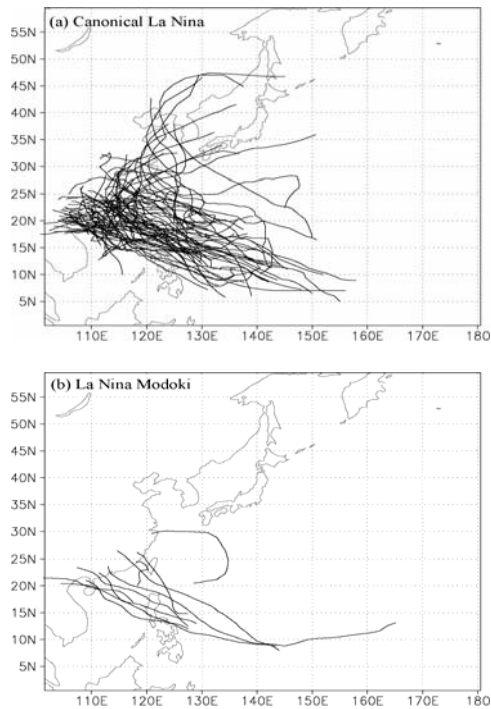 (a) Canonical La Nina
55N
50N
45N
40N
35N
30N
25N
20N
15N
10N
5N
110E 120E 130E 140E 150E 160E 170E 180
(b) La Nina Modoki
55N
50N
45N
40N
35N
30N
25N
20N
15N
10N
5N
110E 120E 130E 140E 150E 160E 170E 180